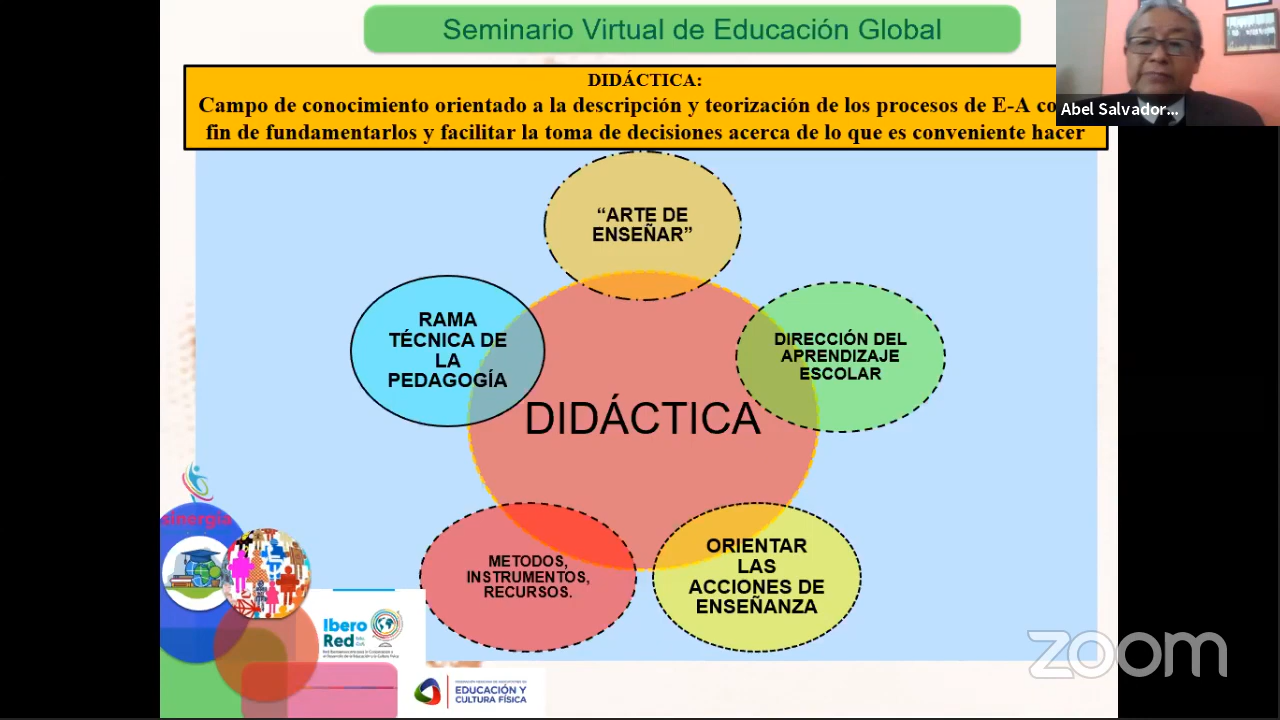 Seminario Virtual de Educación Global
Abel Salvador...
DIDÁCTICA:
Campo de conocimiento orientado a la descripción y teorización de los procesos de E-A co
fin de fundamentarlos y facilitar la toma de decisiones acerca de lo que es conveniente hacer
“ARTE DE
ENSEÑAR”
RAMA
TÉCNICA DE
LA
PEDAGOGÍA
DIRECCIÓN DEL
APRENDIZAJE
ESCOLAR
DIDÁCTICA
METODOS,
INSTRUMENTOS,
RECURSOS.
ORIENTAR
LAS
ACCIONES DE
ENSEÑANZA
sinergia
Ibero
Red
EDUCACIÓN Y
CULTURA FÍSICA
zoom